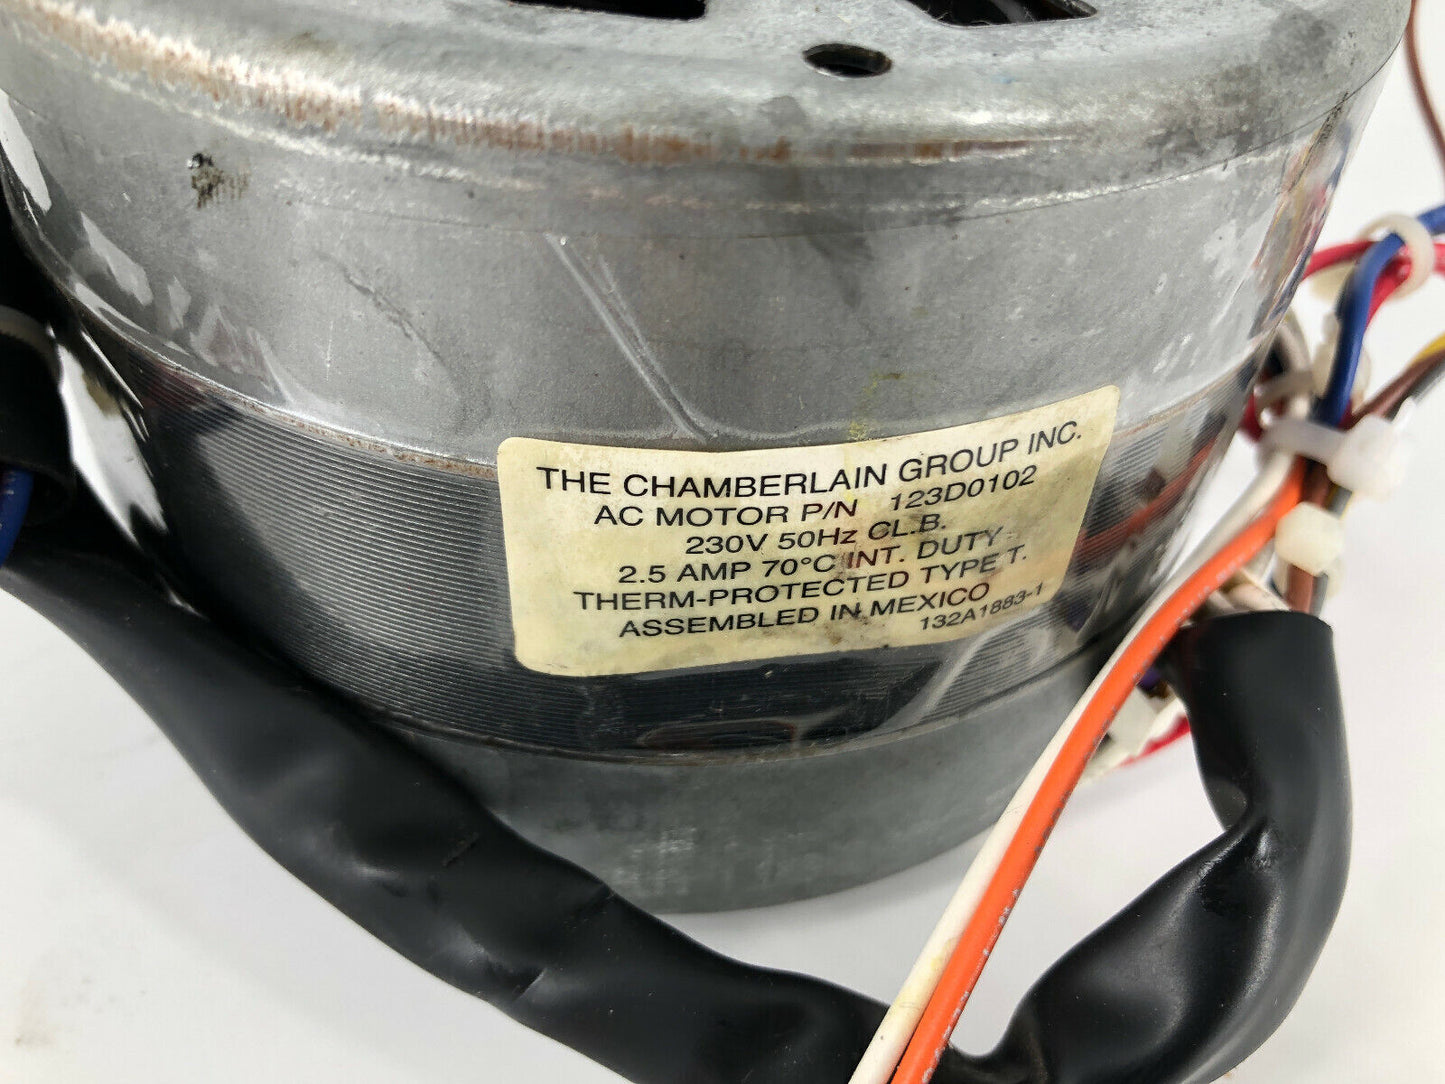 THE CHAMBERLAIN GROUP INC.
AC MOTOR P/N 123D0102
230V 50Hz CL.B.
2.5 AMP 70°C INT. DUTY
THERM-PROTECTED TYPE T.
ASSEMBLED IN MEXICO
132A1883-1